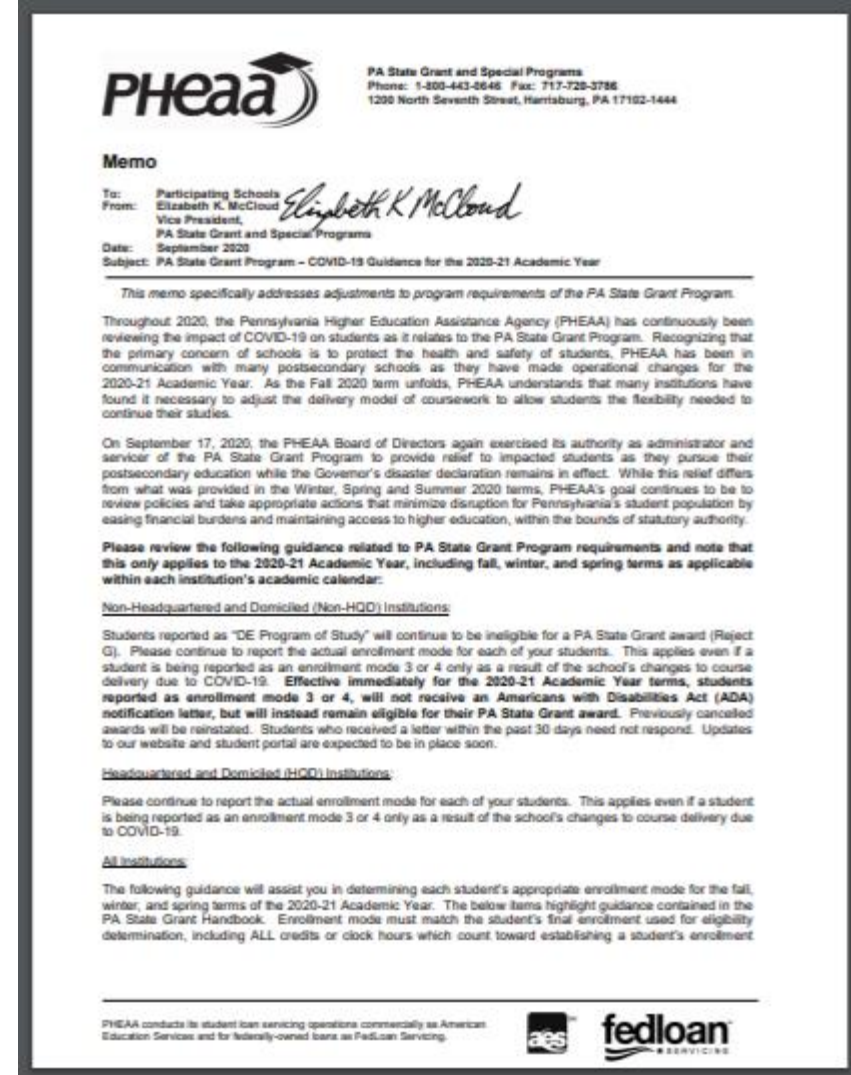 PHEAA
PA State Grant and Special Programs
Phone: 1-800-443-0646 Fax: 717-720-3786
1200 North Seventh Street, Harrisburg, PA 17102-1444
Memo
To: Participating Schools
From: Elizabeth K. McCloud Elizabeth K McCloud
Vice President,
PA State Grant and Special Programs
Date: September 2020
Subject: PA State Grant Program – COVID-19 Guidance for the 2020-21 Academic Year
This memo specifically addresses adjustments to program requirements of the PA State Grant Program.
Throughout 2020, the Pennsylvania Higher Education Assistance Agency (PHEAA) has continuously been
reviewing the impact of COVID-19 on students as it relates to the PA State Grant Program. Recognizing that
the primary concern of schools is to protect the health and safety of students, PHEAA has been in
communication with many postsecondary schools as they have made operational changes for the
2020-21 Academic Year. As the Fall 2020 term unfolds, PHEAA understands that many institutions have
found it necessary to adjust the delivery model of coursework to allow students the flexibility needed to
continue their studies.
On September 17, 2020, the PHEAA Board of Directors again exercised its authority as administrator and
servicer of the PA State Grant Program to provide relief to impacted students as they pursue their
postsecondary education while the Governor's disaster declaration remains in effect. While this relief differs
from what was provided in the Winter, Spring and Summer 2020 terms, PHEAA's goal continues to be to
review policies and take appropriate actions that minimize disruption for Pennsylvania's student population by
easing financial burdens and maintaining access to higher education, within the bounds of statutory authority.
Please review the following guidance related to PA State Grant Program requirements and note that
this only applies to the 2020-21 Academic Year, including fall, winter, and spring terms as applicable
within each institution's academic calendar:
Non-Headquartered and Domiciled (Non-HQD) Institutions:
Students reported as "DE Program of Study" will continue to be ineligible for a PA State Grant award (Reject
G). Please continue to report the actual enrollment mode for each of your students. This applies even if a
student is being reported as an enrollment mode 3 or 4 only as a result of the school's changes to course
delivery due to COVID-19. Effective immediately for the 2020-21 Academic Year terms, students
reported as enrollment mode 3 or 4, will not receive an Americans with Disabilities Act (ADA)
notification letter, but will instead remain eligible for their PA State Grant award. Previously cancelled
awards will be reinstated. Students who received a letter within the past 30 days need not respond. Updates
to our website and student portal are expected to be in place soon.
Headquartered and Domiciled (HQD) Institutions:
Please continue to report the actual enrollment mode for each of your students. This applies even if a student
is being reported as an enrollment mode 3 or 4 only as a result of the school's changes to course delivery due
to COVID-19.
All Institutions:
The following guidance will assist you in determining each student's appropriate enrollment mode for the fall,
winter, and spring terms of the 2020-21 Academic Year. The below items highlight guidance contained in the
PA State Grant Handbook. Enrollment mode must match the student's final enrollment used for eligibility
determination, including ALL credits or clock hours which count toward establishing a student's enrollment
PHEAA conducts its student loan servicing operations commercially as American
Education Services and for federally-owned loans as FedLoan Servicing.
aes
fedloan
SERVICING